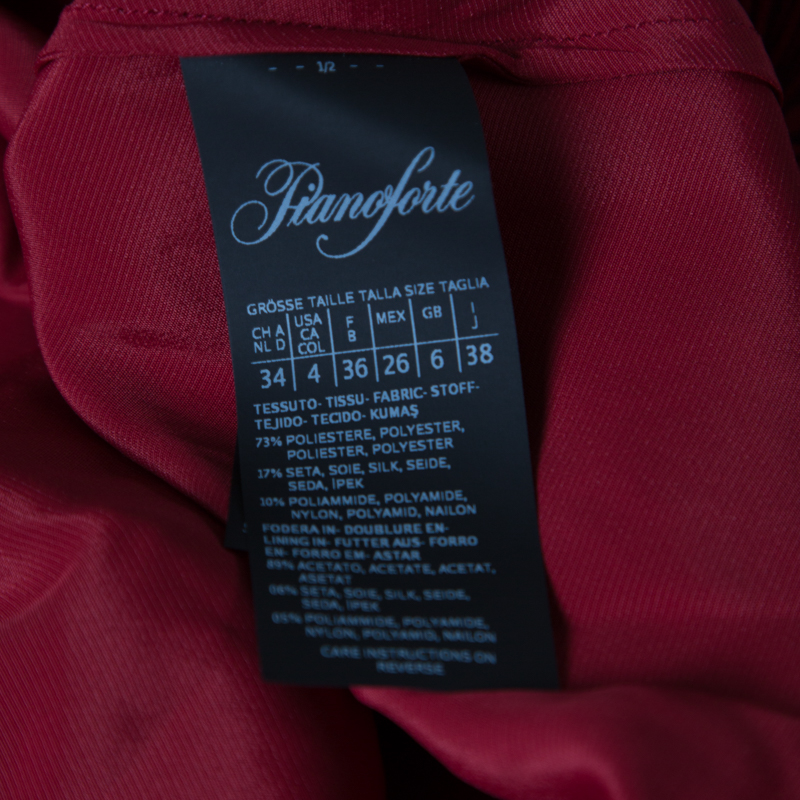 - - 1/2 - -
Pianoforte
GRÖSSE TAILLE TALLA SIZE TAGLIA
CH A NL D | USA CA COL | F B | MEX | GB | I J
34 | 4 | 36 | 26 | 6 | 38
TESSUTO- TISSU- FABRIC- STOFF-
TEJIDO- TECIDO- KUMAŞ
73% POLIESTERE, POLYESTER,
POLIESTER, POLYESTER
17% SETA, SOIE, SILK, SEIDE,
SEDA, İPEK
10% POLIAMMIDE, POLYAMIDE,
NYLON, POLYAMID, NAILON
FODERA IN- DOUBLURE EN-
LINING IN- FUTTER AUS- FORRO
EN- FORRO EM- ASTAR
89% ACETATO, ACETATE, ACETAT,
ASETAT
06% SETA, SOIE, SILK, SEIDE,
SEDA, İPEK
05% POLIAMMIDE, POLYAMIDE,
NYLON, POLYAMID, NAILON
CARE INSTRUCTIONS ON
REVERSE